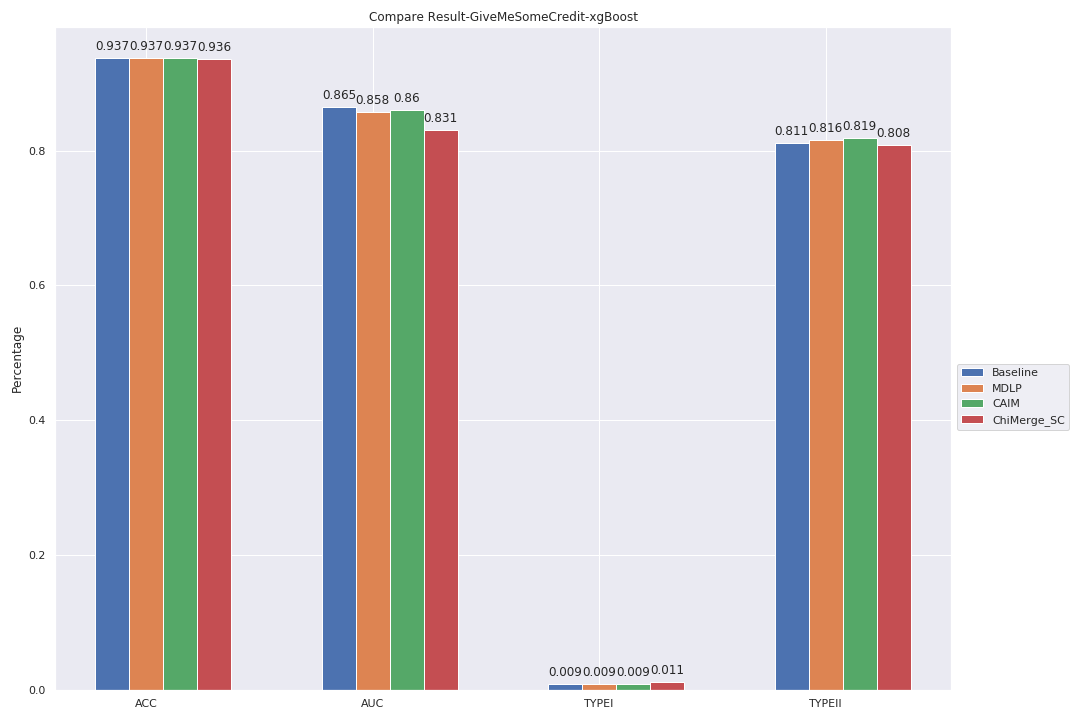 Compare Result-GiveMeSomeCredit-xgBoost
0.937 0.937 0.937 0.936
0.865 0.858 0.86 0.831
0.811 0.816 0.819 0.808
0.009 0.009 0.009 0.011
Percentage
0.8
0.6
0.4
0.2
0.0
ACC AUC TYPEI TYPEII
Baseline
MDLP
CAIM
ChiMerge_SC